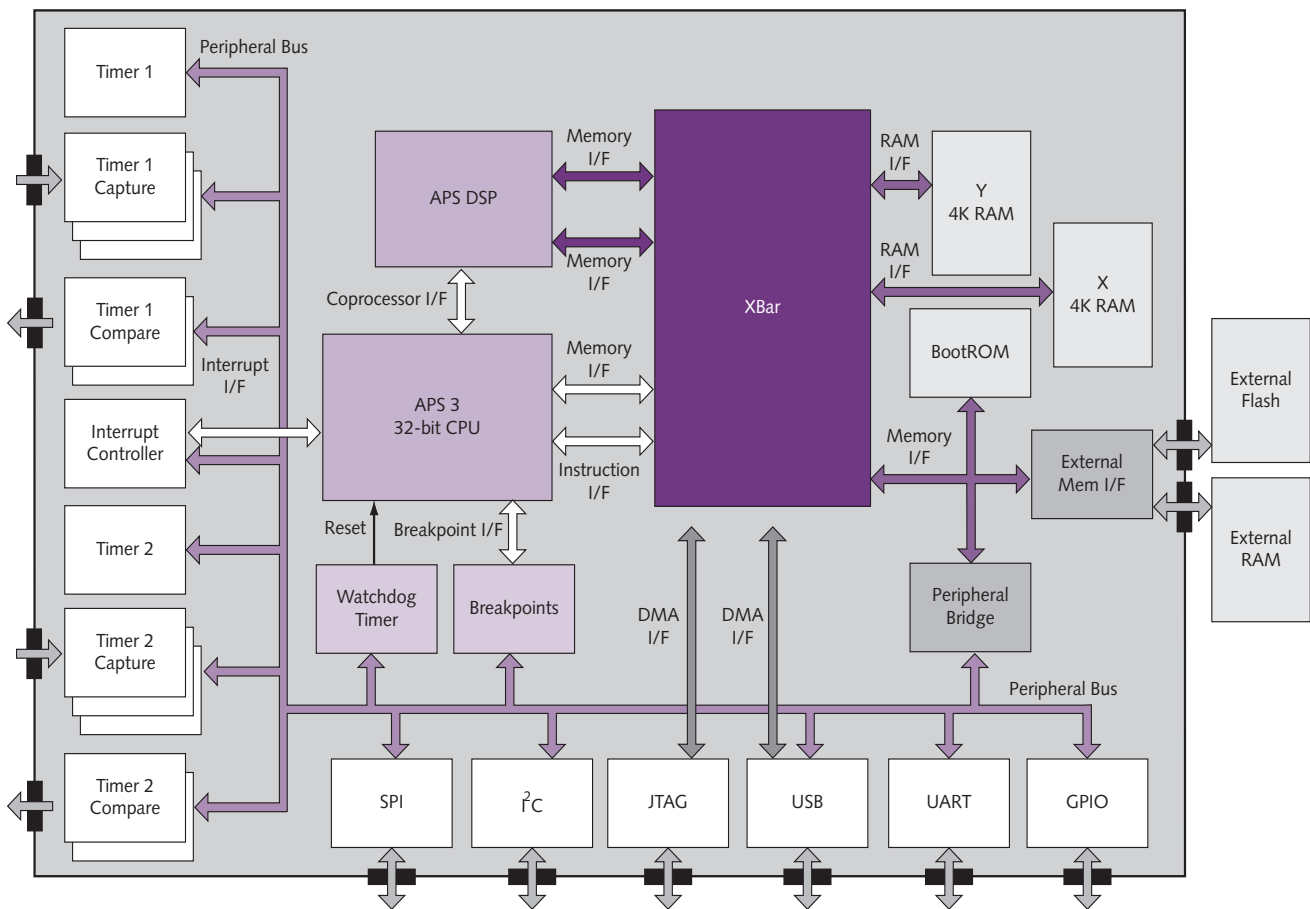 Peripheral Bus
Timer 1
Timer 1
Capture
Timer 1
Compare
Interrupt
I/F
Interrupt
Controller
Timer 2
Timer 2
Capture
Timer 2
Compare
APS DSP
Memory
I/F
Memory
I/F
Coprocessor I/F
APS 3
32-bit CPU
Memory
I/F
Instruction
I/F
Reset
Breakpoint I/F
Watchdog
Timer
Breakpoints
XBar
RAM
I/F
Y
4K RAM
RAM
I/F
X
4K RAM
BootROM
Memory
I/F
External
Mem I/F
External
Flash
External
RAM
Peripheral
Bridge
DMA
I/F
DMA
I/F
Peripheral Bus
SPI
I²C
JTAG
USB
UART
GPIO